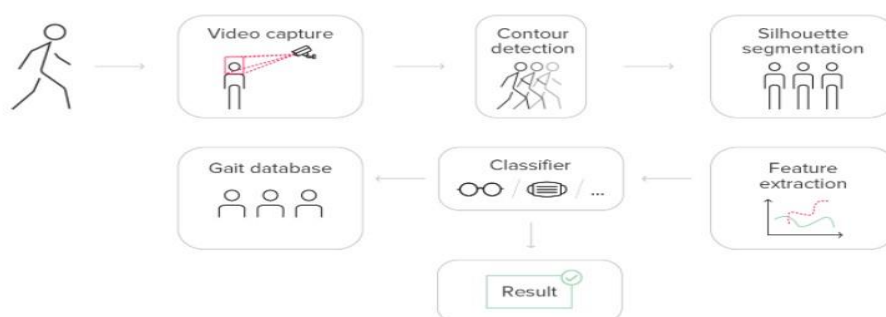 Video capture
Contour
detection
Silhouette
segmentation
Gait database
Classifier
...
Feature
extraction
Result